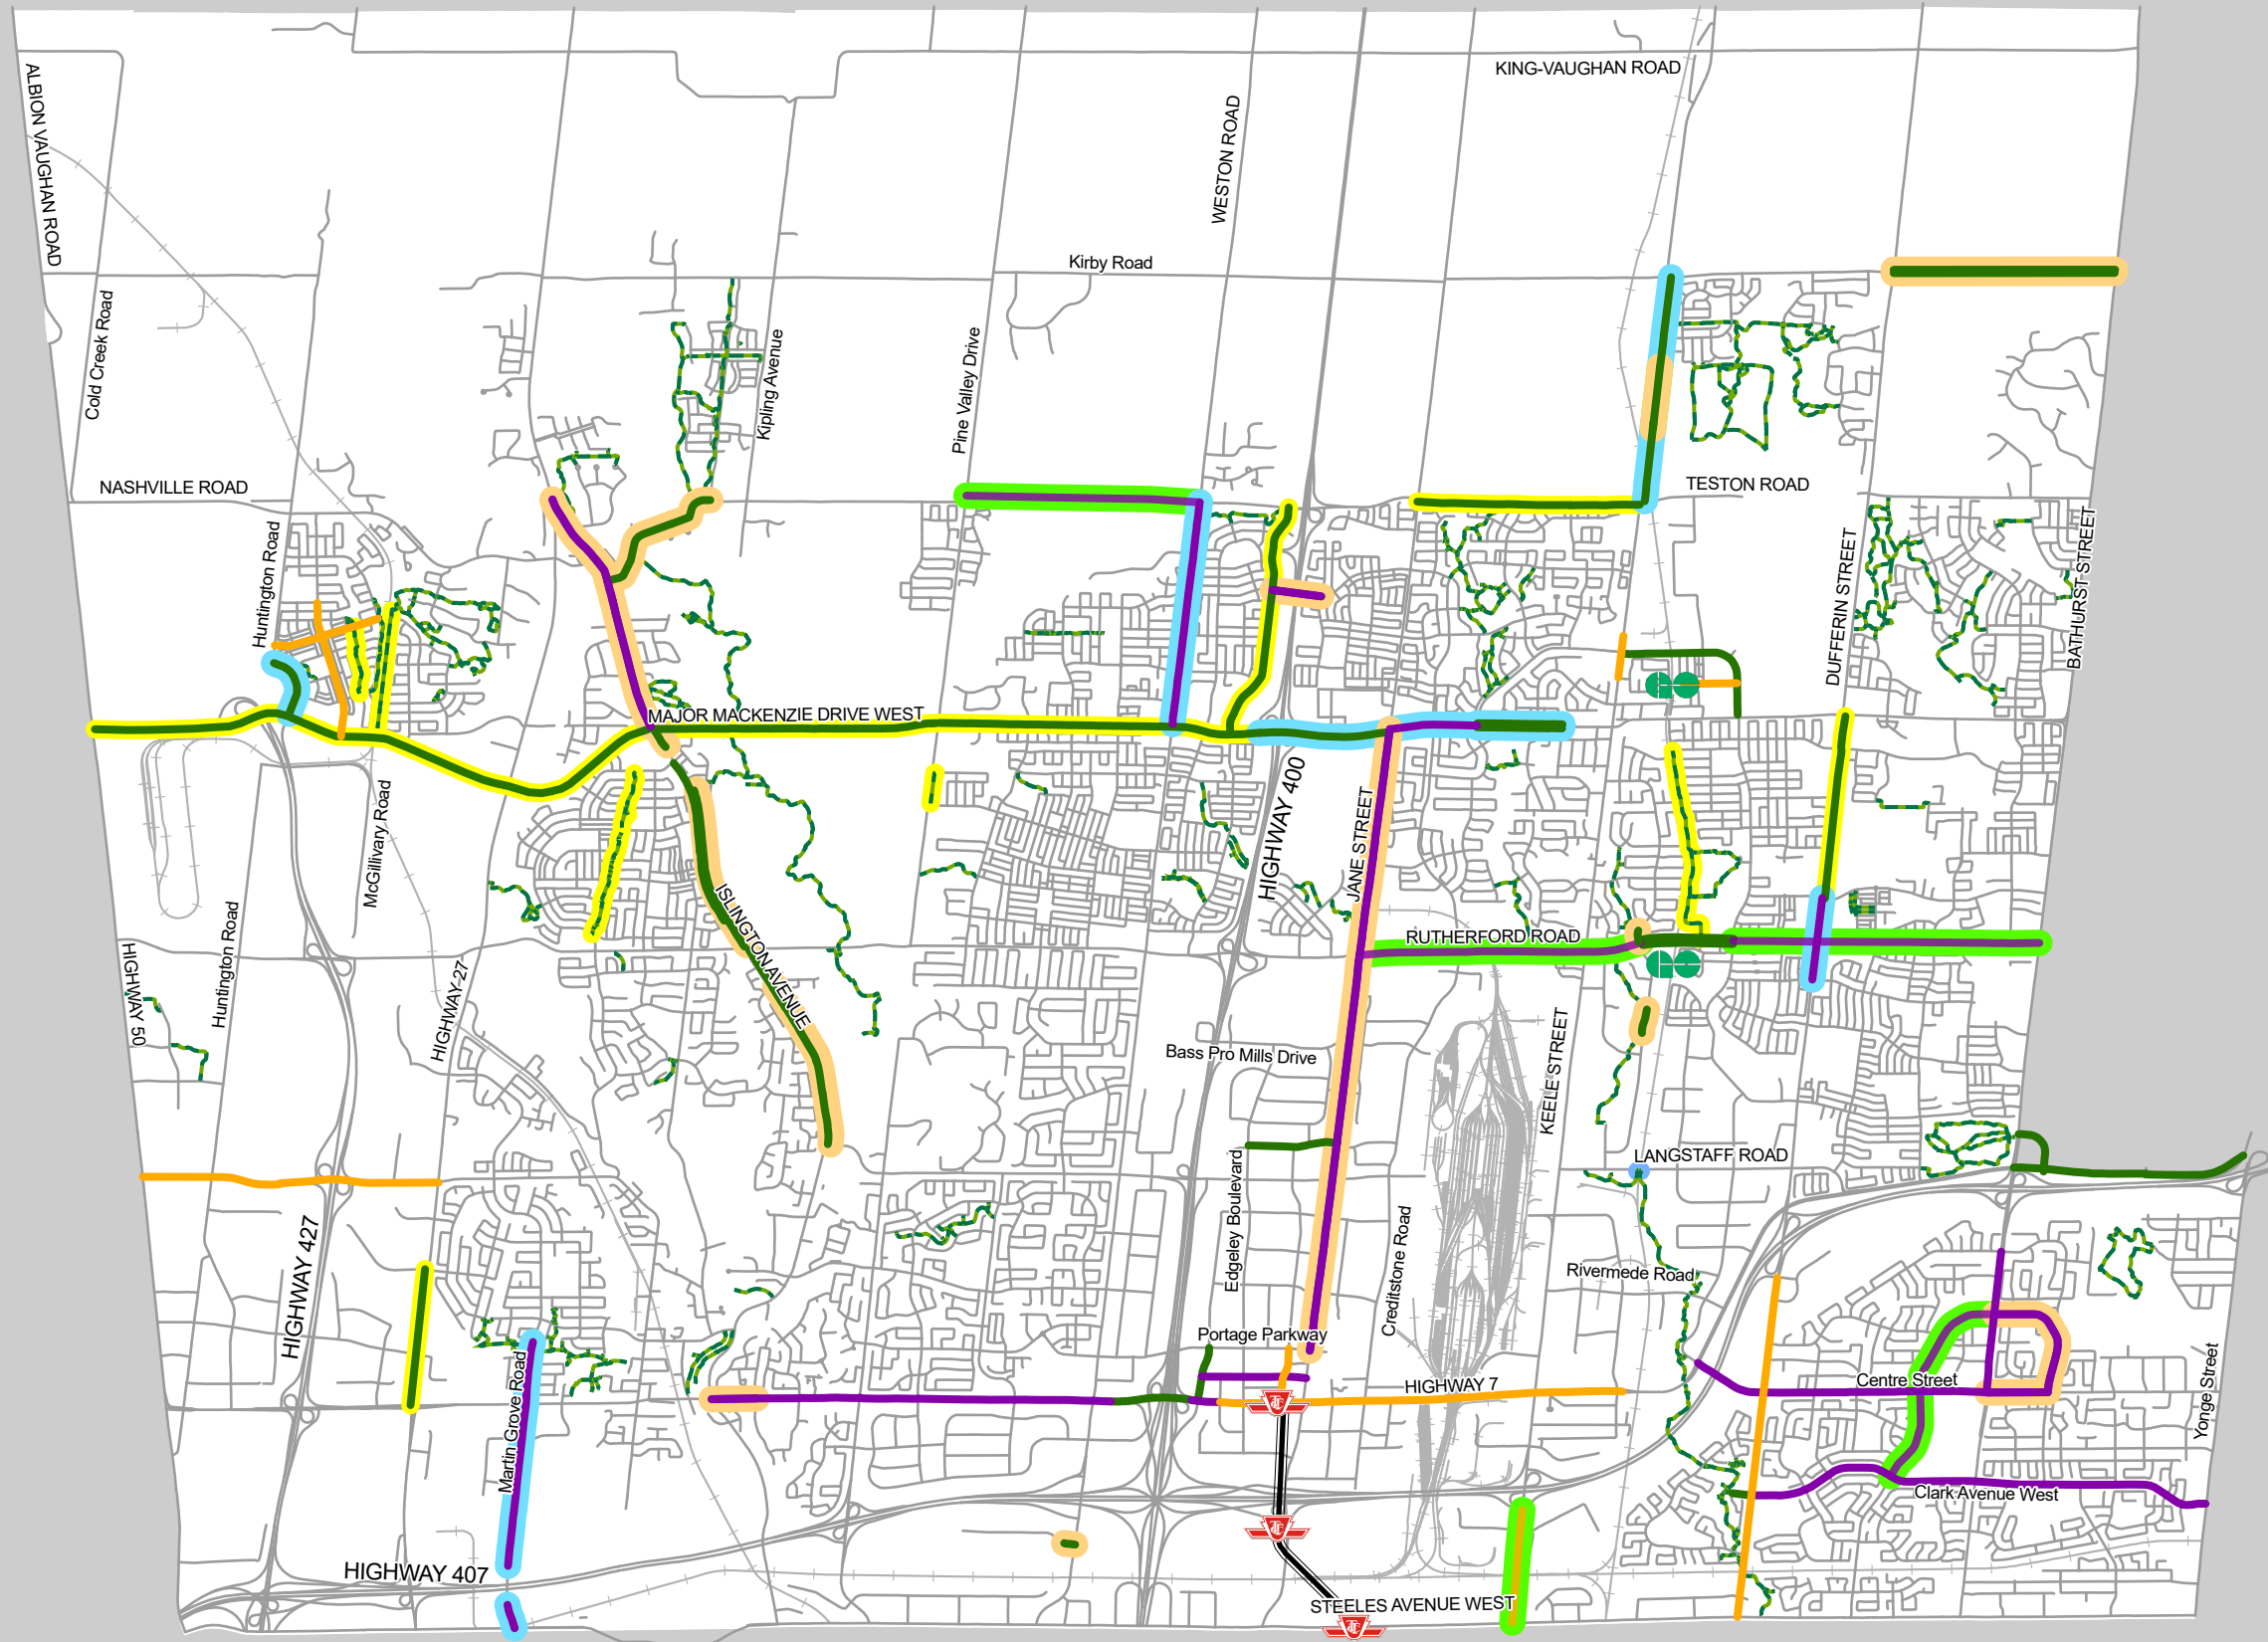 KING-VAUGHAN ROAD
ALBION VAUGHAN ROAD
WESTON ROAD
Kirby Road
Cold Creek Road
Kipling Avenue
Pine Valley Drive
NASHVILLE ROAD
TESTON ROAD
Huntington Road
DUFFERIN STREET
BATHURST STREET
MAJOR MACKENZIE DRIVE WEST
HIGHWAY 400
JANE STREET
McGillivary Road
ISLINGTON AVENUE
RUTHERFORD ROAD
HIGHWAY 50
Huntington Road
HIGHWAY 27
Bass Pro Mills Drive
KEELE STREET
LANGSTAFF ROAD
Edgeley Boulevard
Creditstone Road
HIGHWAY 427
Rivermede Road
Portage Parkway
Martin Grove Road
HIGHWAY 7
Centre Street
Yonge Street
Clark Avenue West
HIGHWAY 407
STEELES AVENUE WEST